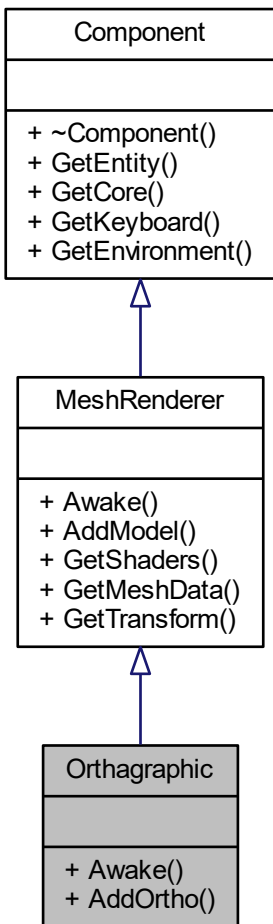 Component
+ ~Component()
+ GetEntity()
+ GetCore()
+ GetKeyboard()
+ GetEnvironment()
MeshRenderer
+ Awake()
+ AddModel()
+ GetShaders()
+ GetMeshData()
+ GetTransform()
Orthagraphic
+ Awake()
+ AddOrtho()